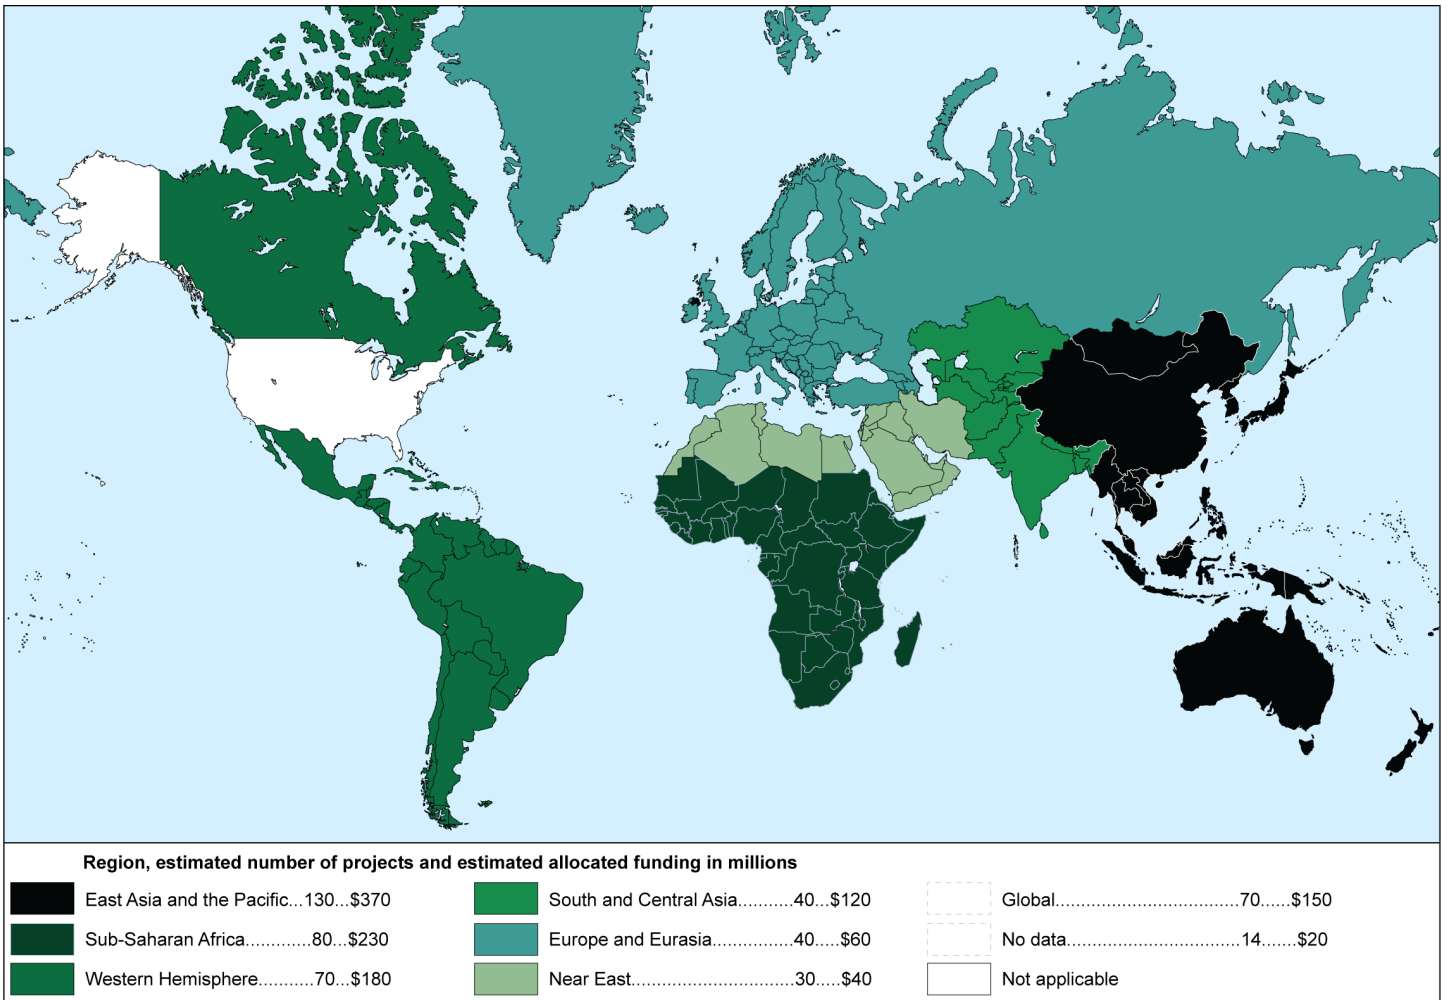 Region, estimated number of projects and estimated allocated funding in millions
East Asia and the Pacific...130...$370
Sub-Saharan Africa............80...$230
Western Hemisphere..........70...$180
South and Central Asia..........40...$120
Europe and Eurasia...............40.....$60
Near East.............................30.....$40
Global.................................70......$150
No data...............................14.......$20
Not applicable